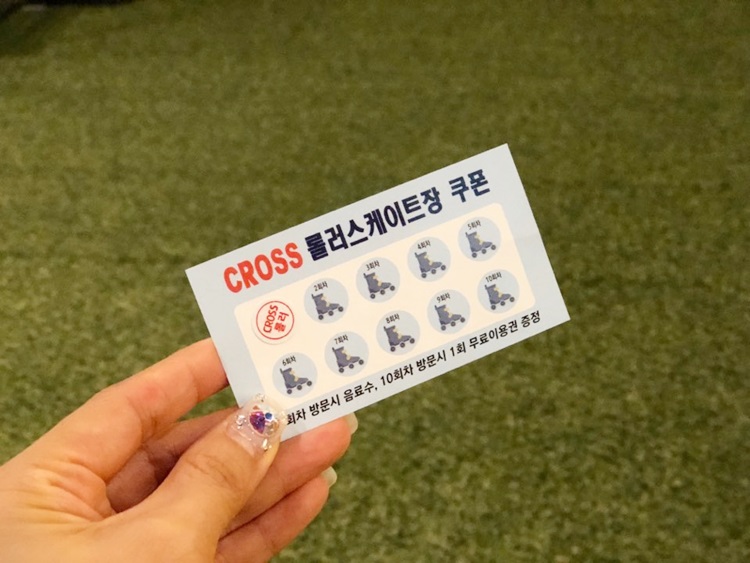 CROSS 롤러스케이트장 쿠폰
CROSS 롤러
2회차
3회차
4회차
5회차
6회차
7회차
8회차
9회차
10회차
회차 방문시 음료수, 10회차 방문시 1회 무료이용권 증정